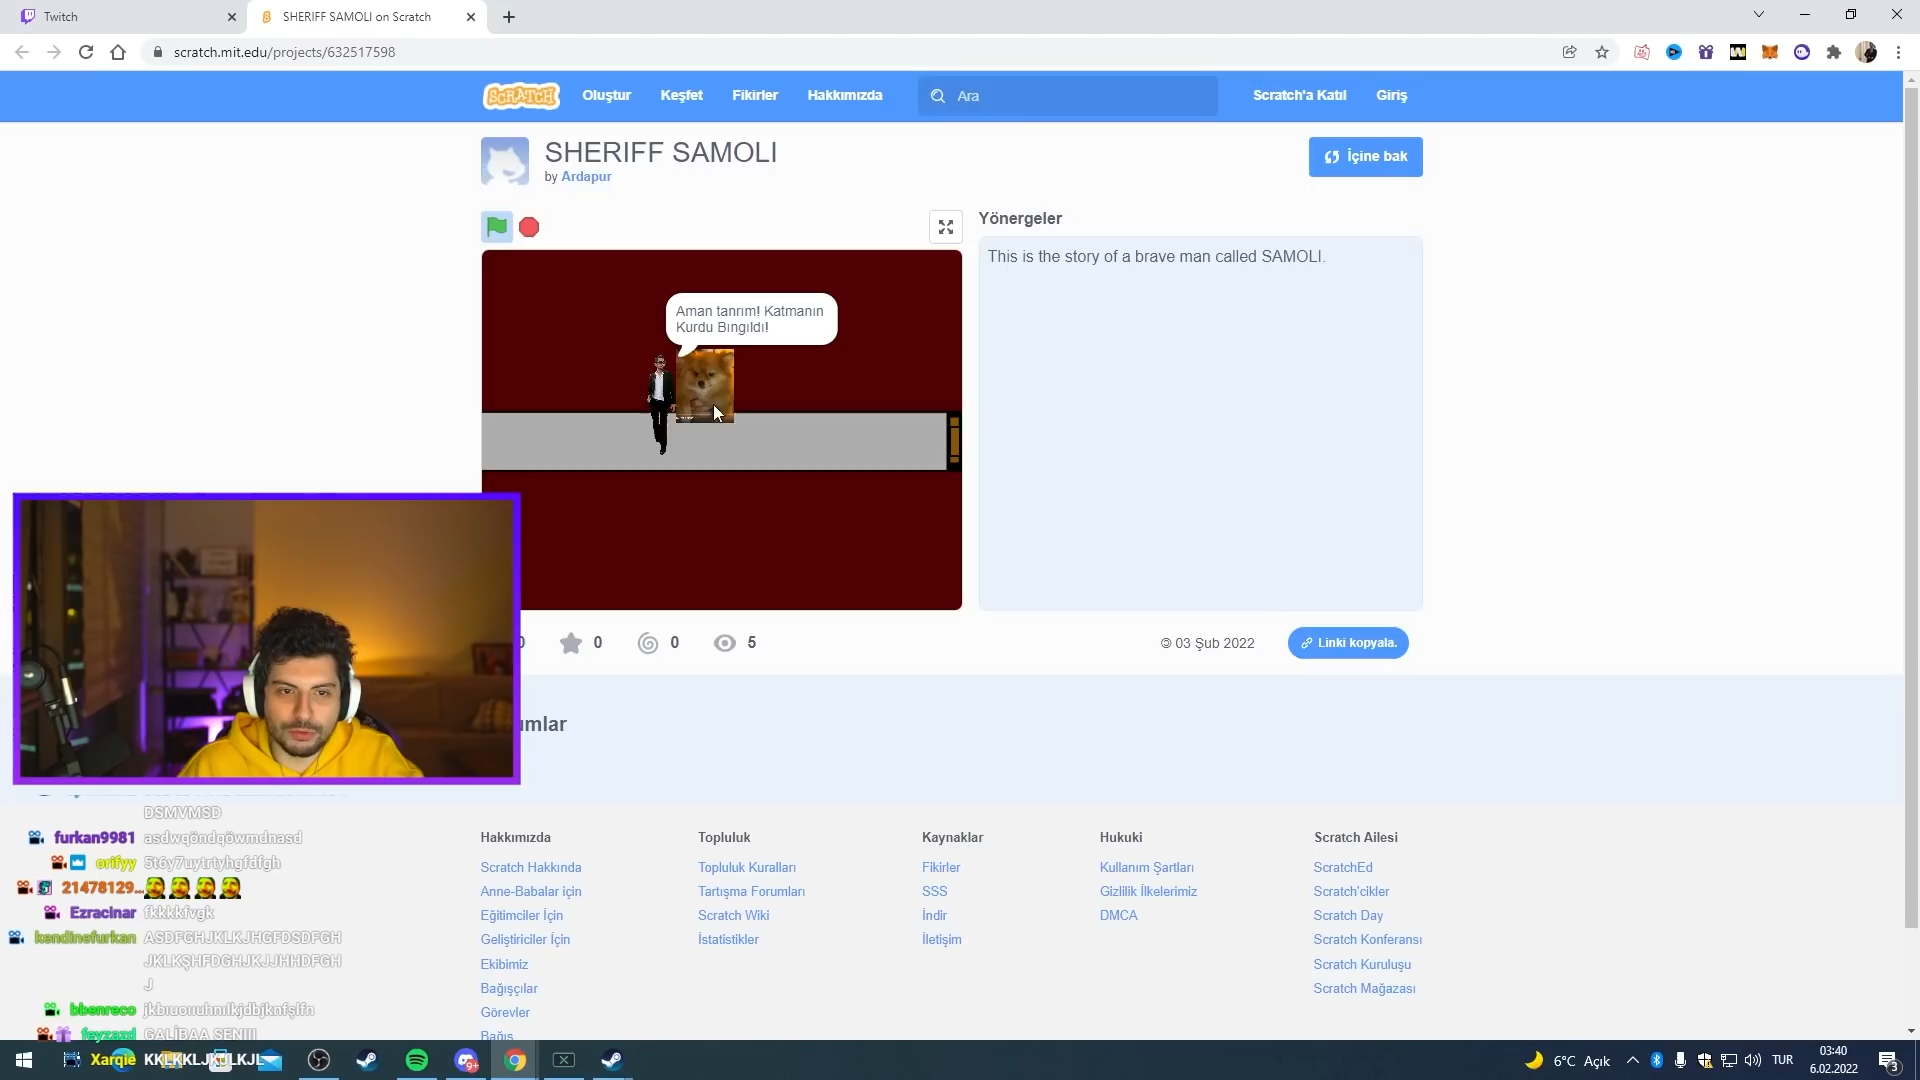 Twitch
SHERIFF SAMOLI on Scratch
scratch.mit.edu/projects/632517598
SCRATCH
Oluştur
Keşfet
Fikirler
Hakkımızda
Ara
Scratch'a Katıl
Giriş
SHERIFF SAMOLI
by Ardapur
İçine bak
Yönergeler
This is the story of a brave man called SAMOLI.
Aman tanrım! Katmanın
Kurdu Bıngıldı!
0
0
5
© 03 Şub 2022
Linki kopyala.
DSMVMSD
furkan9981 asdwqöndqöwmdnasd
orifyy 5t6y7uytrtyhgfdfgh
21478129...
Ezracinar fkkkkfvgk
kendinefurkan ASDFGHJKLKJHGFDSDFGH
JKLKŞHFDGHJKJJHHDFGH
J
bbenreco jkbıuoııuhnılkjdbjknfşlfn
feyzazd GALİBAA SENIII
Xarqie
Hakkımızda
Scratch Hakkında
Anne-Babalar için
Eğitimciler İçin
Geliştiriciler İçin
Ekibimiz
Bağışçılar
Görevler
Bağış
Topluluk
Topluluk Kuralları
Tartışma Forumları
Scratch Wiki
İstatistikler
Kaynaklar
Fikirler
SSS
İndir
İletişim
Hukuki
Kullanım Şartları
Gizlilik İlkelerimiz
DMCA
Scratch Ailesi
ScratchEd
Scratch'cikler
Scratch Day
Scratch Konferansı
Scratch Kuruluşu
Scratch Mağazası
9+
6°C Açık
TUR
03:40
6.02.2022
3